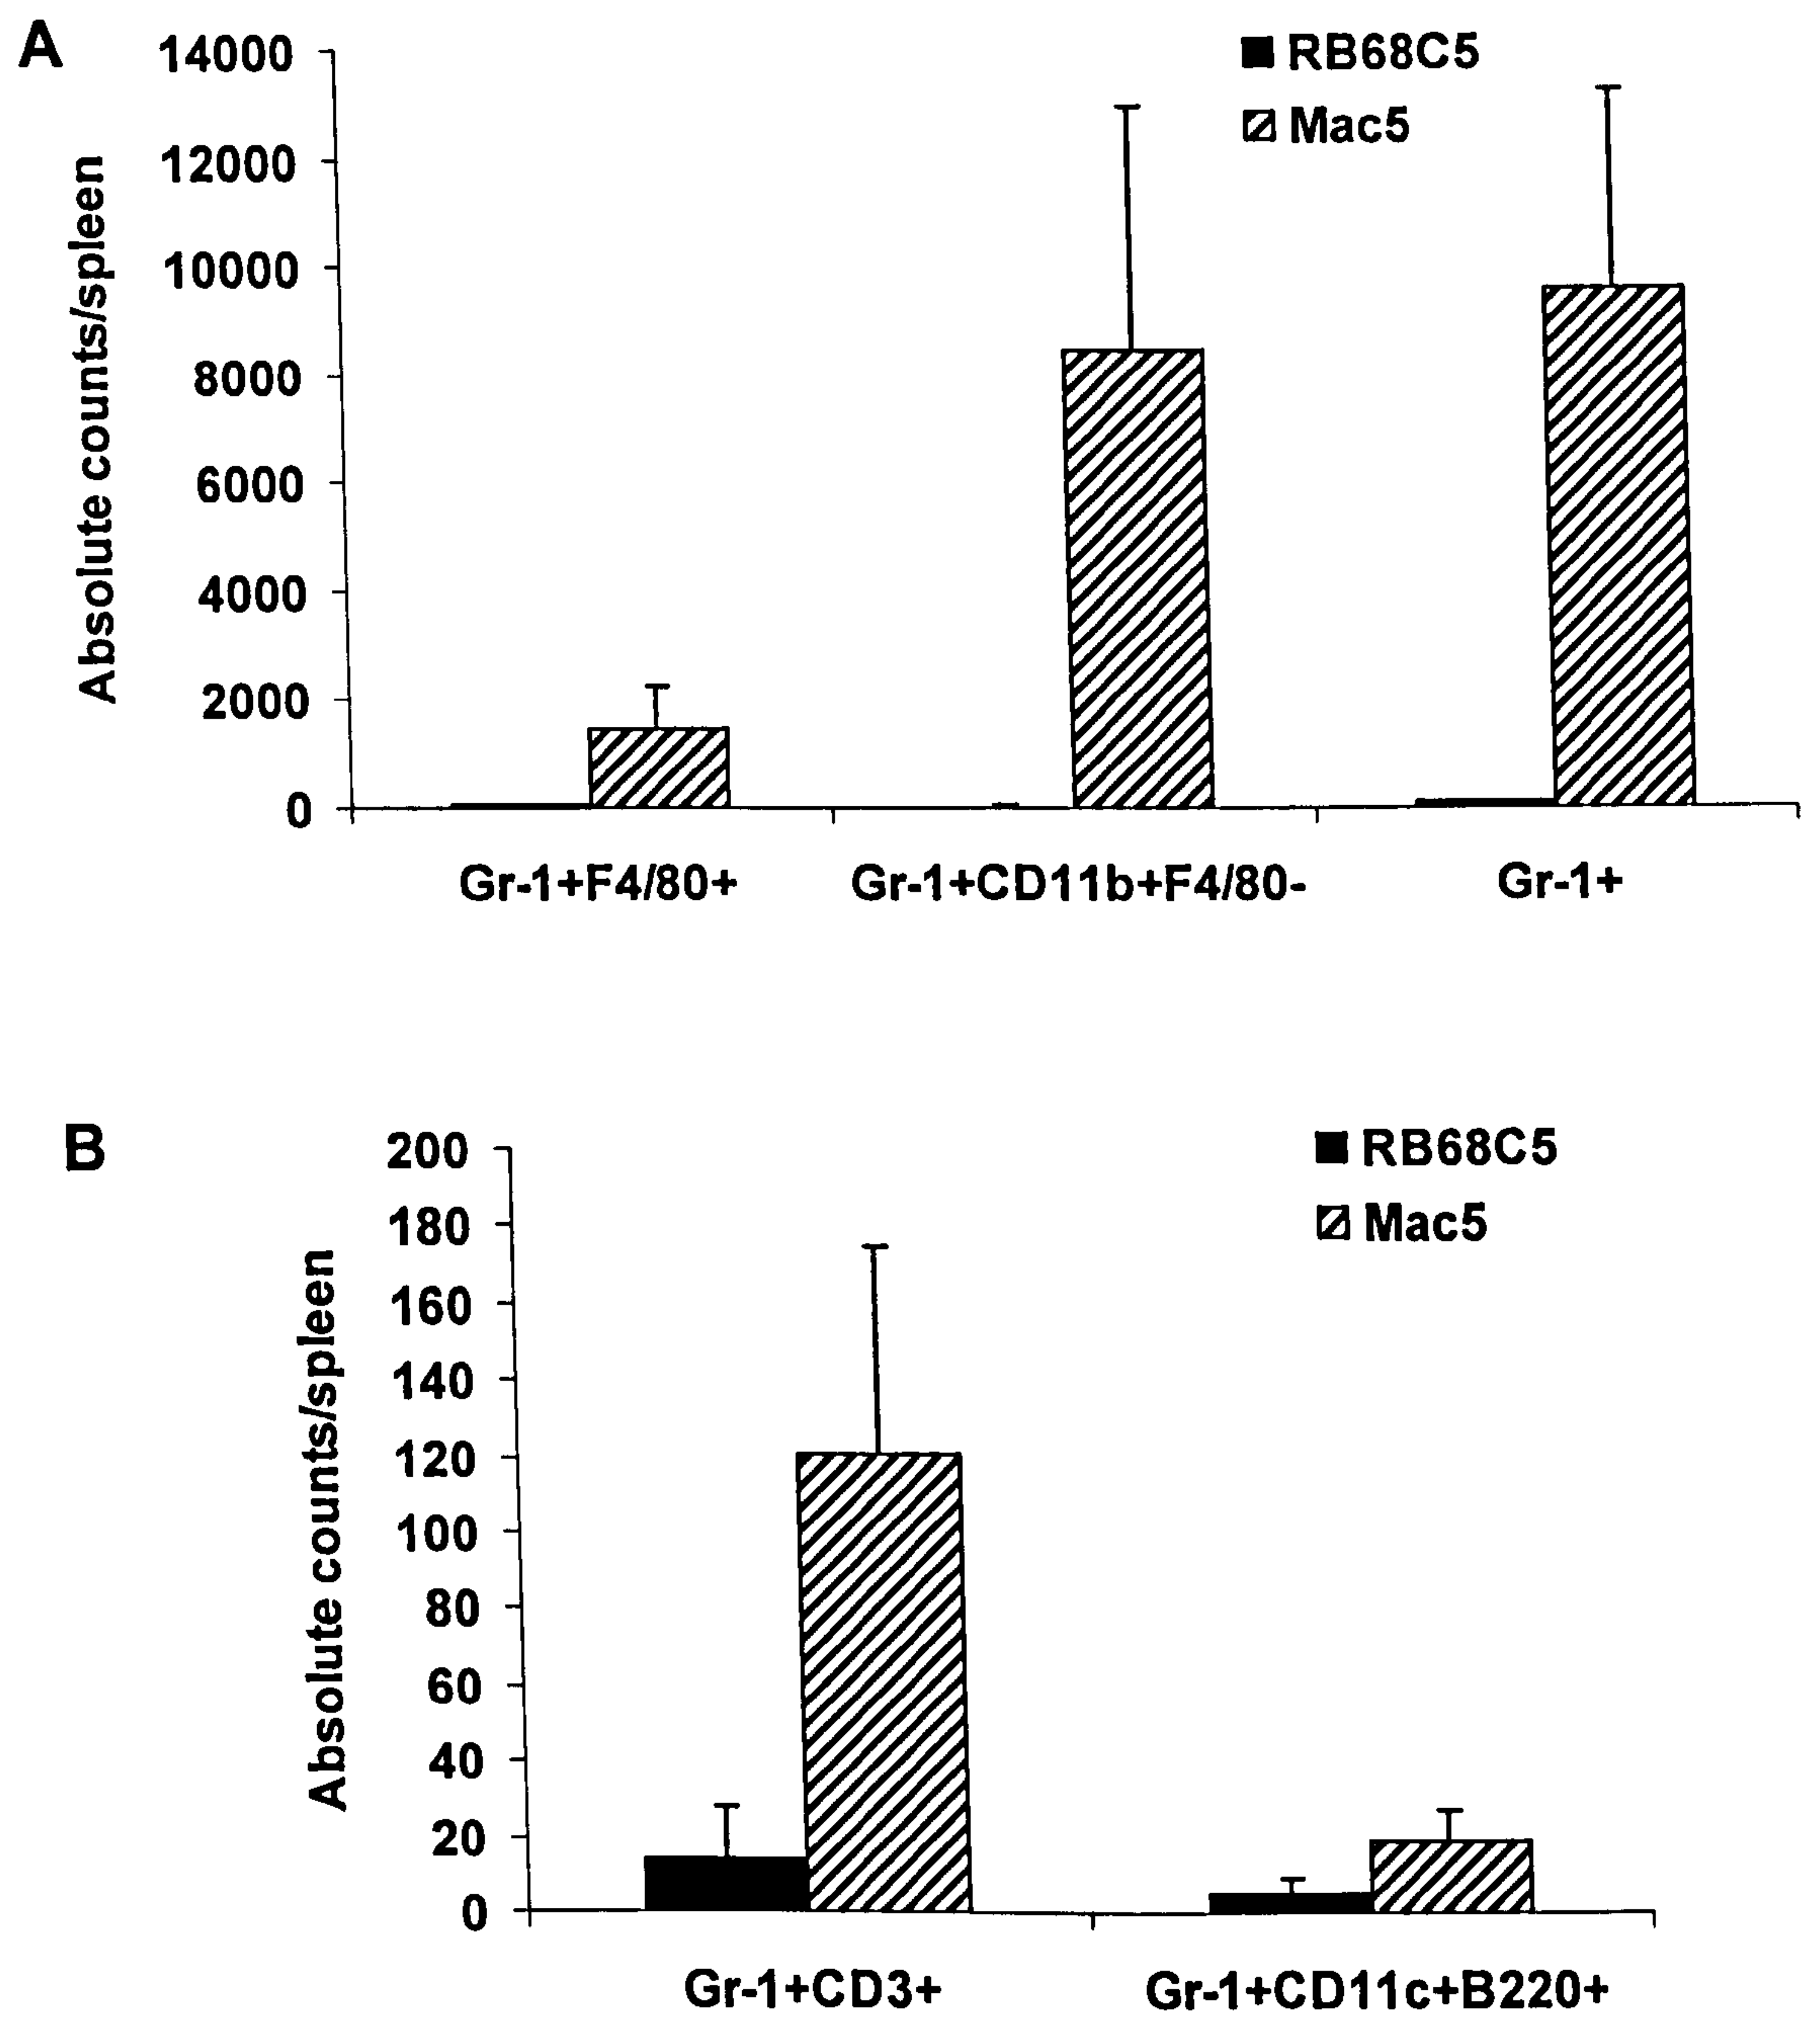 A
14000
12000
10000
8000
6000
4000
2000
0
Absolute counts/spleen
RB68C5
Mac5
Gr-1+F4/80+
Gr-1+CD11b+F4/80-
Gr-1+
B
200
180
160
140
120
100
80
60
40
20
0
Absolute counts/spleen
RB68C5
Mac5
Gr-1+CD3+
Gr-1+CD11c+B220+